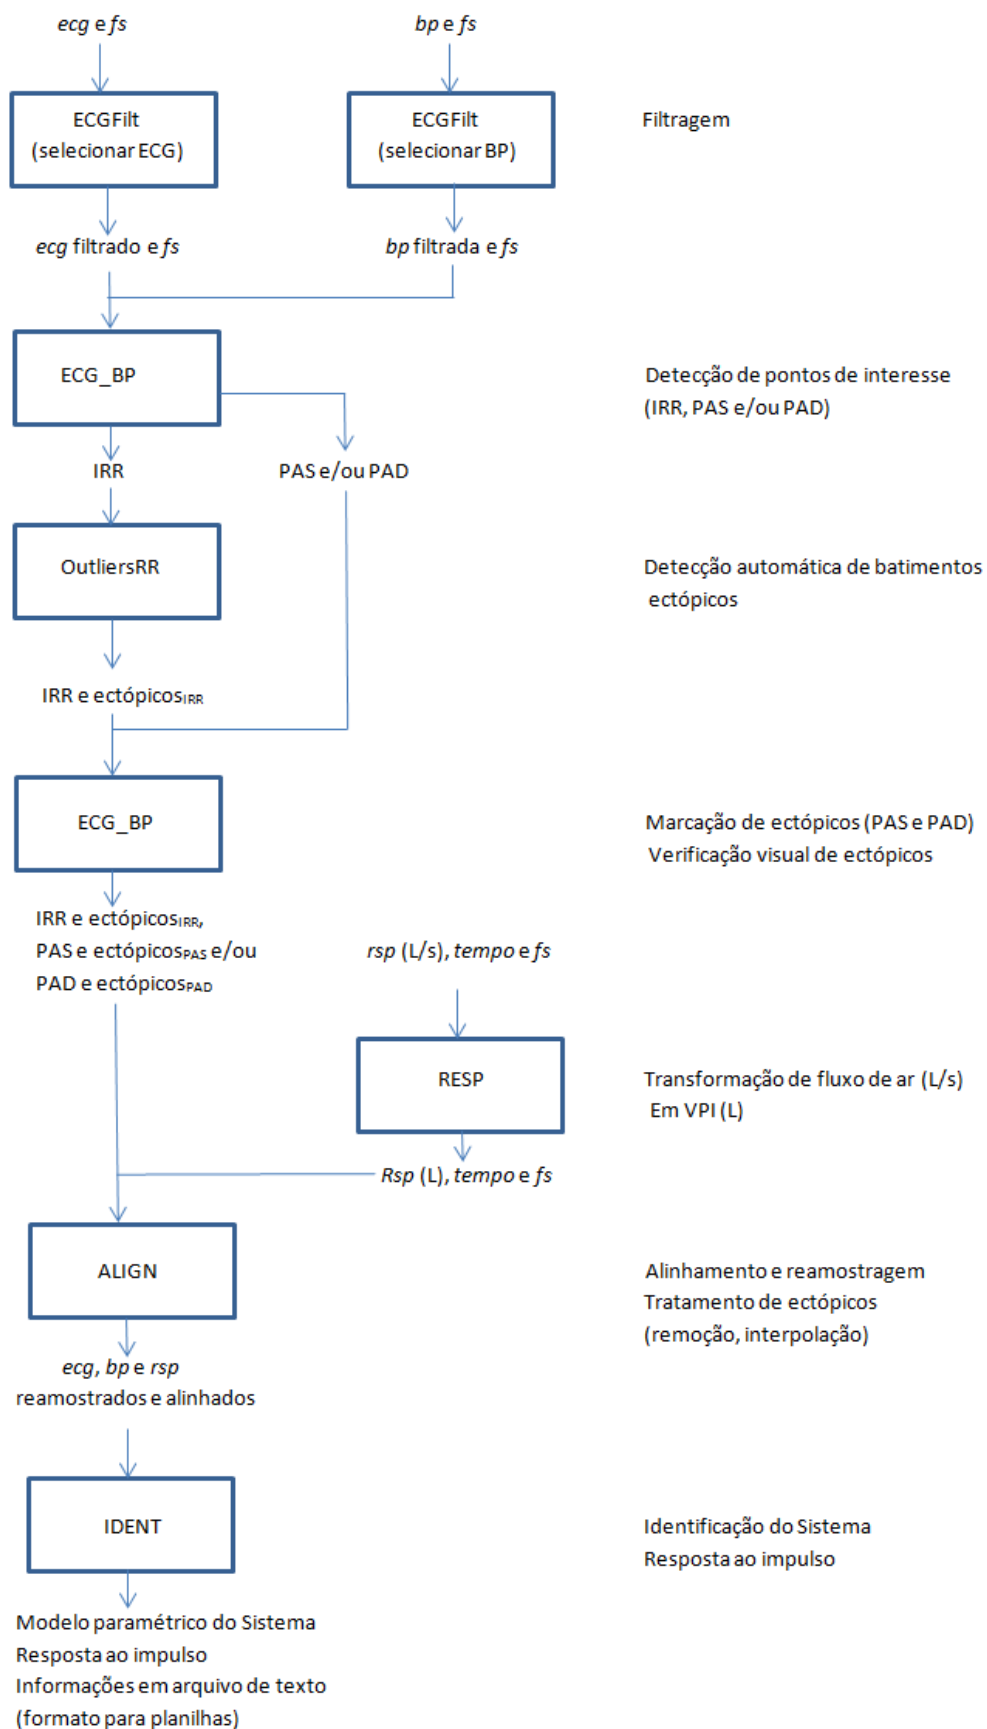 ecg e fs
bp e fs
ECGFilt
(selecionar ECG)
ECGFilt
(selecionar BP)
Filtragem
ecg filtrado e fs
bp filtrada e fs
ECG_BP
Detecção de pontos de interesse
(IRR, PAS e/ou PAD)
IRR
PAS e/ou PAD
OutliersRR
Detecção automática de batimentos
ectópicos
IRR e ectópicosIRR
ECG_BP
Marcação de ectópicos (PAS e PAD)
Verificação visual de ectópicos
IRR e ectópicosIRR,
PAS e ectópicosPAS e/ou
PAD e ectópicosPAD
rsp (L/s), tempo e fs
RESP
Transformação de fluxo de ar (L/s)
Em VPI (L)
Rsp (L), tempo e fs
ALIGN
Alinhamento e reamostragem
Tratamento de ectópicos
(remoção, interpolação)
ecg, bp e rsp
reamostrados e alinhados
IDENT
Identificação do Sistema
Resposta ao impulso
Modelo paramétrico do Sistema
Resposta ao impulso
Informações em arquivo de texto
(formato para planilhas)